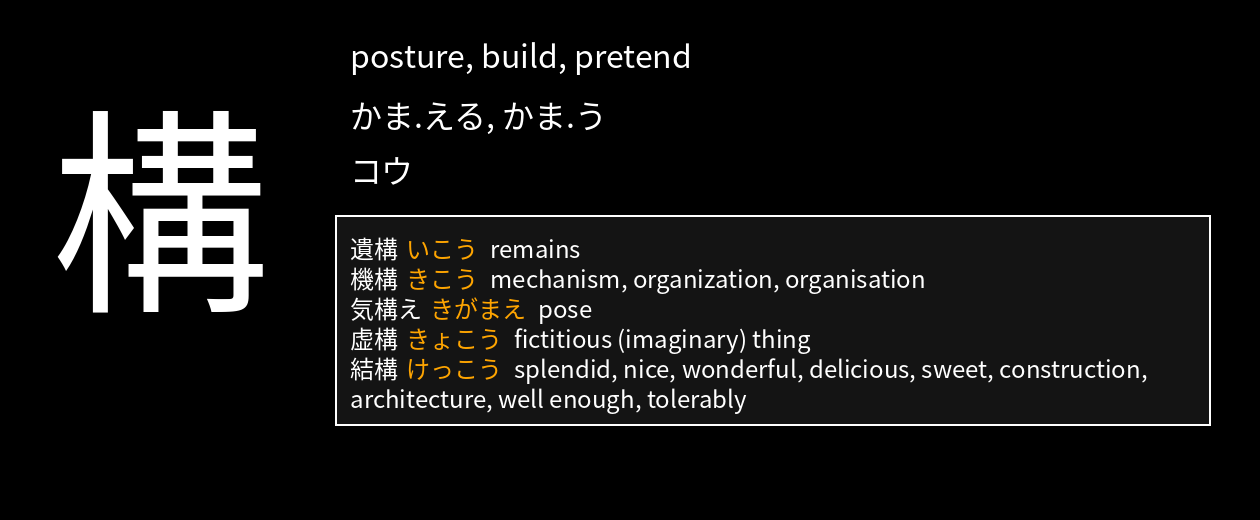 構
posture, build, pretend
かま.える, かま.う
コウ
遺構 いこう remains
機構 きこう mechanism, organization, organisation
気構え きがまえ pose
虚構 きょこう fictitious (imaginary) thing
結構 けっこう splendid, nice, wonderful, delicious, sweet, construction,
architecture, well enough, tolerably